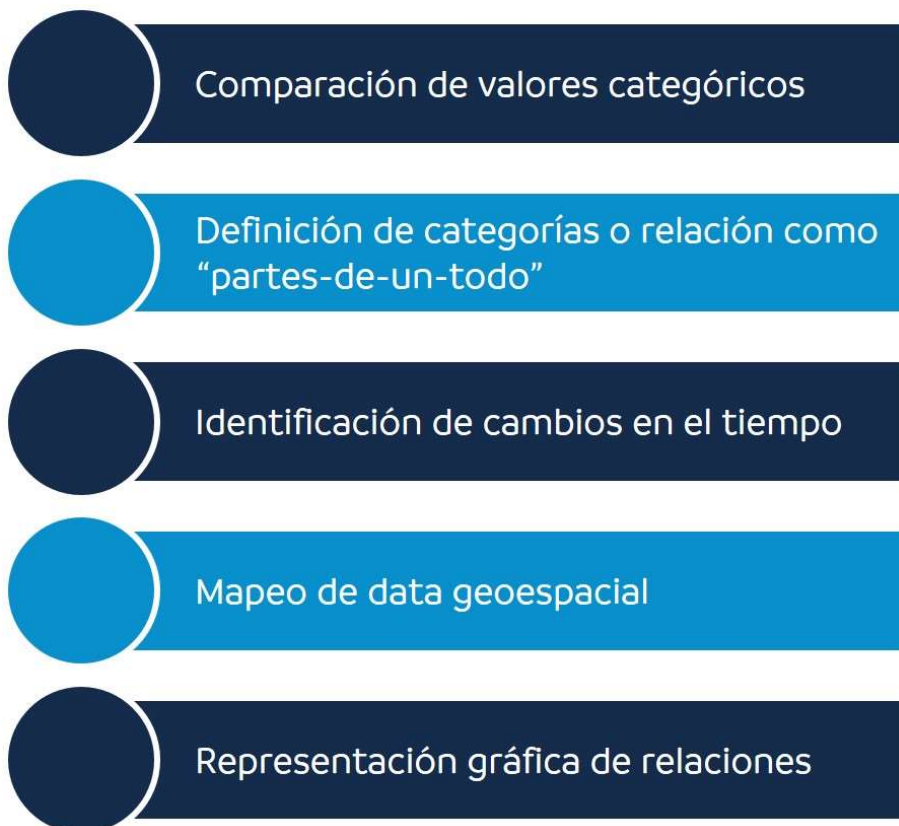 Comparación de valores categóricos
Definición de categorías o relación como
“partes-de-un-todo”
Identificación de cambios en el tiempo
Mapeo de data geoespacial
Representación gráfica de relaciones